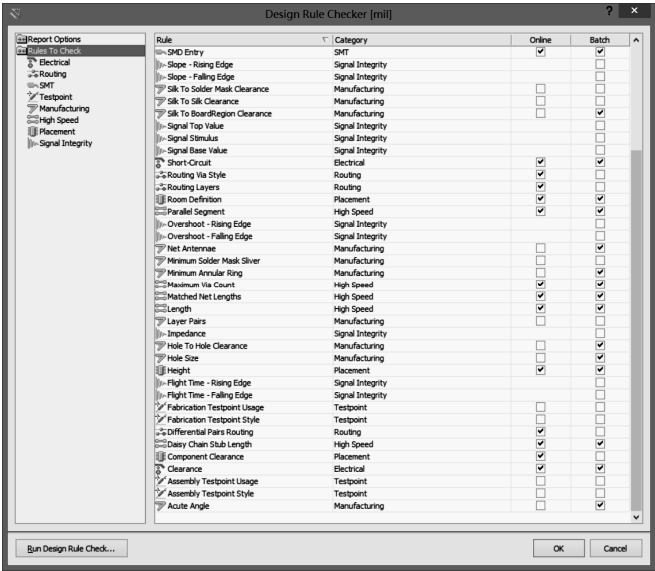 Design Rule Checker [mil]
? ×
Report Options
Rules To Check
Electrical
Routing
SMT
Testpoint
Manufacturing
High Speed
Placement
Signal Integrity
Rule Category Online Batch
SMD Entry SMT
Slope - Rising Edge Signal Integrity
Slope - Falling Edge Signal Integrity
Silk To Solder Mask Clearance Manufacturing
Silk To Silk Clearance Manufacturing
Silk To BoardRegion Clearance Manufacturing
Signal Top Value Signal Integrity
Signal Stimulus Signal Integrity
Signal Base Value Signal Integrity
Short-Circuit Electrical
Routing Via Style Routing
Routing Layers Routing
Room Definition Placement
Parallel Segment High Speed
Overshoot - Rising Edge Signal Integrity
Overshoot - Falling Edge Signal Integrity
Net Antennae Manufacturing
Minimum Solder Mask Sliver Manufacturing
Minimum Annular Ring Manufacturing
Maximum Via Count High Speed
Matched Net Lengths High Speed
Length High Speed
Layer Pairs Manufacturing
Impedance Signal Integrity
Hole To Hole Clearance Manufacturing
Hole Size Manufacturing
Height Placement
Flight Time - Rising Edge Signal Integrity
Flight Time - Falling Edge Signal Integrity
Fabrication Testpoint Usage Testpoint
Fabrication Testpoint Style Testpoint
Differential Pairs Routing Routing
Daisy Chain Stub Length High Speed
Component Clearance Placement
Clearance Electrical
Assembly Testpoint Usage Testpoint
Assembly Testpoint Style Testpoint
Acute Angle Manufacturing
Run Design Rule Check... OK Cancel